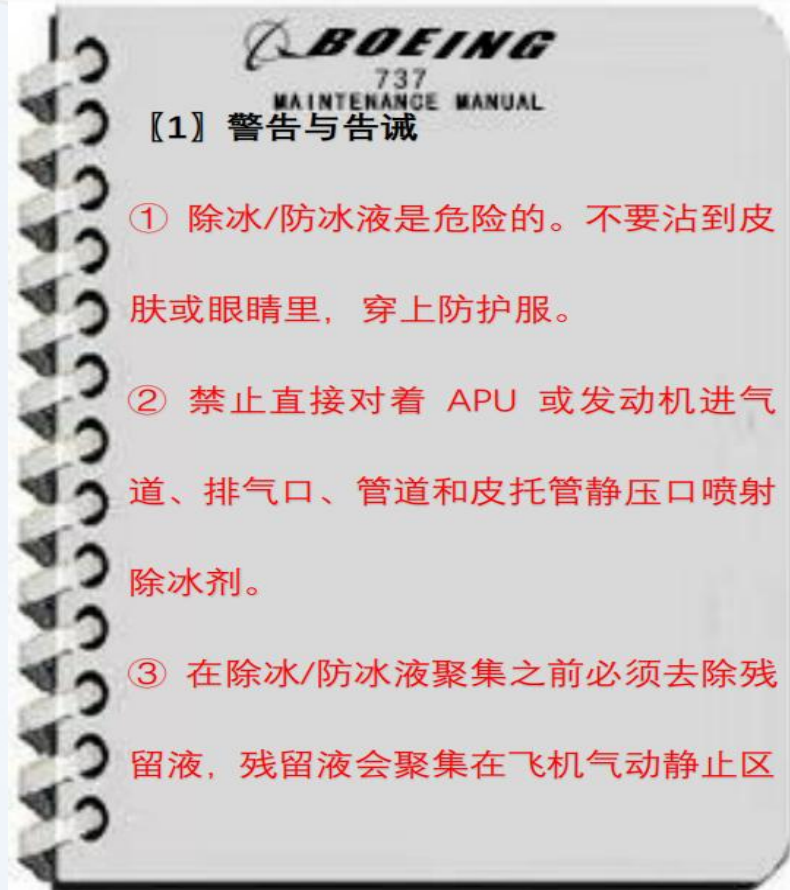 BOEING
737
MAINTENANCE MANUAL
〖1〗警告与告诫
① 除冰/防冰液是危险的。不要沾到皮
肤或眼睛里，穿上防护服。
② 禁止直接对着 APU 或发动机进气
道、排气口、管道和皮托管静压口喷射
除冰剂。
③ 在除冰/防冰液聚集之前必须去除残
留液，残留液会聚集在飞机气动静止区